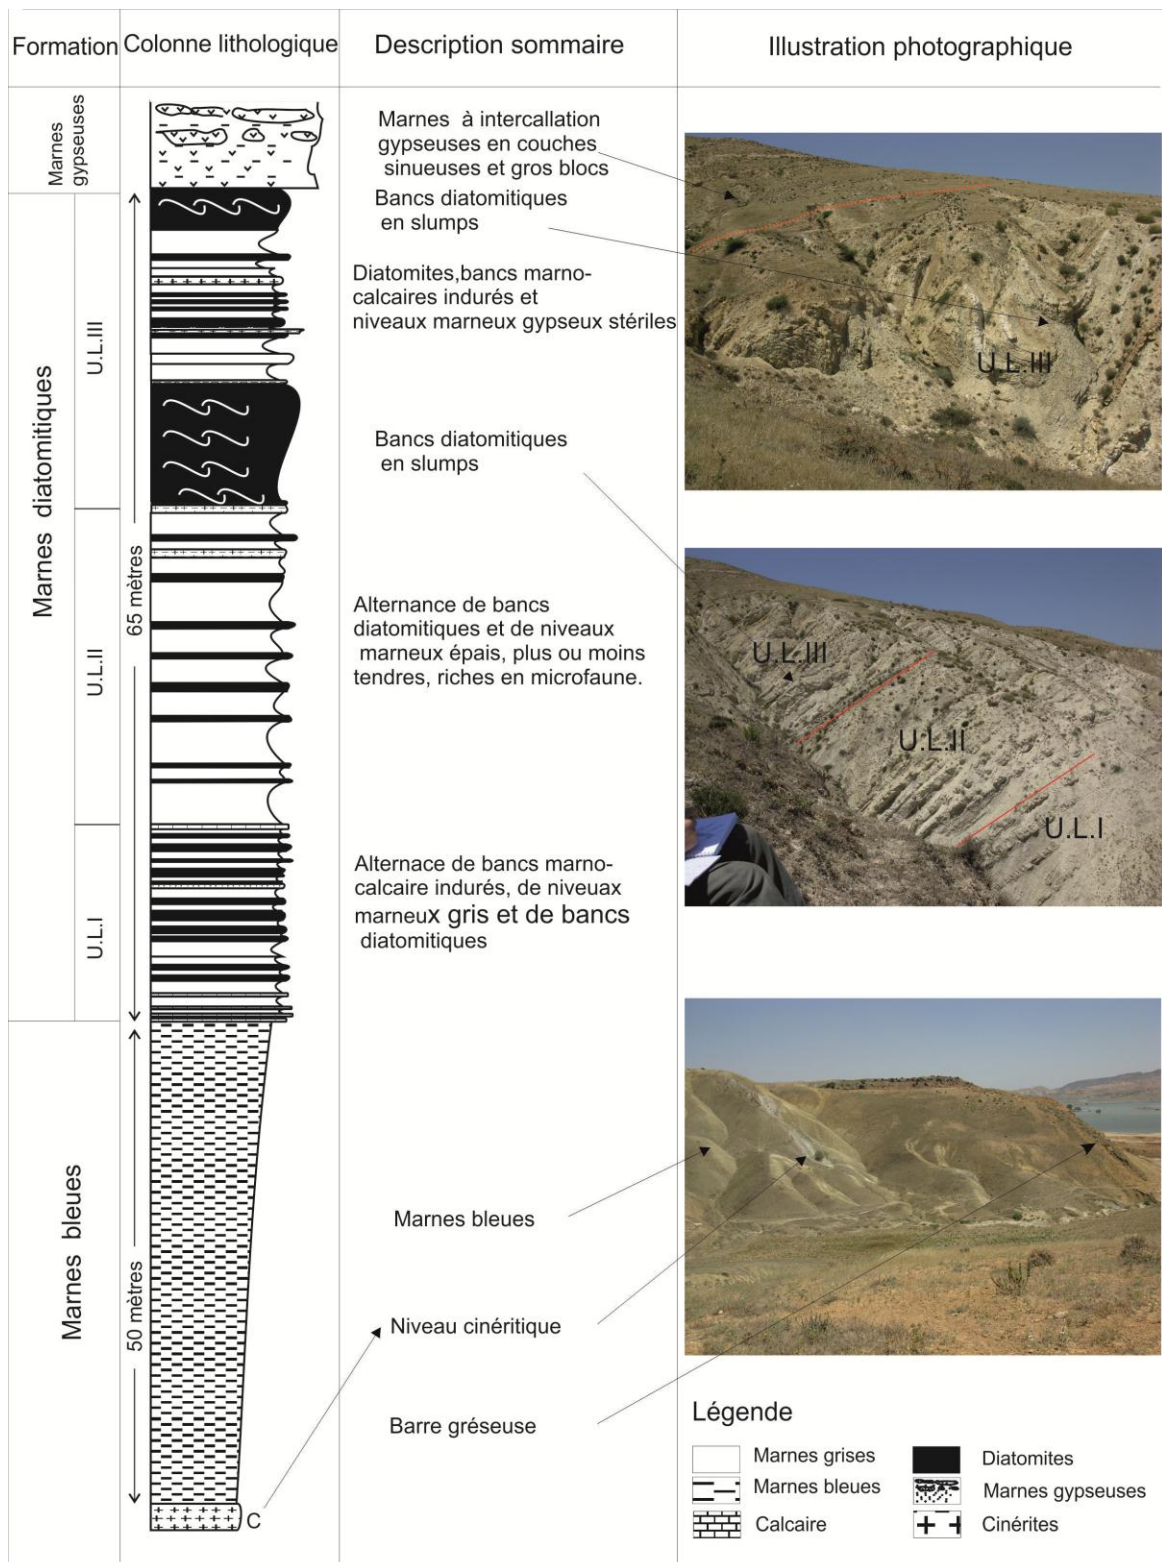 Formation
Colonne lithologique
Description sommaire
Illustration photographique
Marnes
gypseuses
Marnes à intercallation
gypseuses en couches
sinueuses et gros blocs
Bancs diatomitiques
en slumps
Marnes diatomitiques
U.L.III
Diatomites,bancs marno-
calcaires indurés et
niveaux marneux gypseux stériles
U.L.III
Bancs diatomitiques
en slumps
65 mètres
U.L.II
Alternance de bancs
diatomitiques et de niveaux
marneux épais, plus ou moins
tendres, riches en microfaune.
U.L.III
U.L.II
U.L.I
U.L.I
Alternace de bancs marno-
calcaire indurés, de niveuax
marneux gris et de bancs
diatomitiques
Marnes bleues
50 mètres
Marnes bleues
Niveau cinéritique
Barre gréseuse
C
Légende
Marnes grises
Diatomites
Marnes bleues
Marnes gypseuses
Calcaire
Cinérites